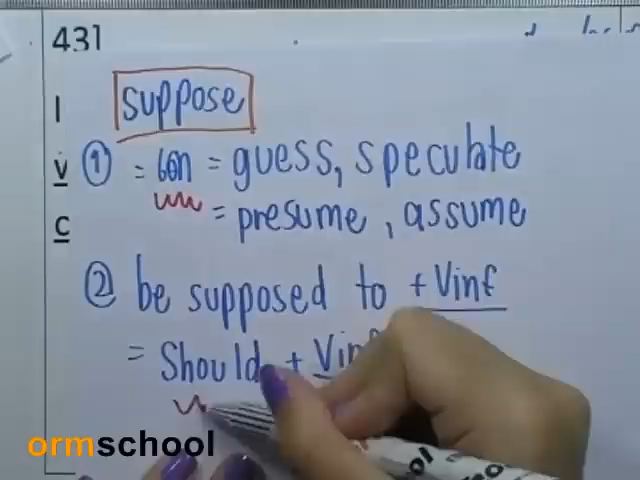 431
I
V
C
suppose
① = เดา = guess, speculate
= presume, assume
② be supposed to + Vinf
= Should + Vinf
ormschool